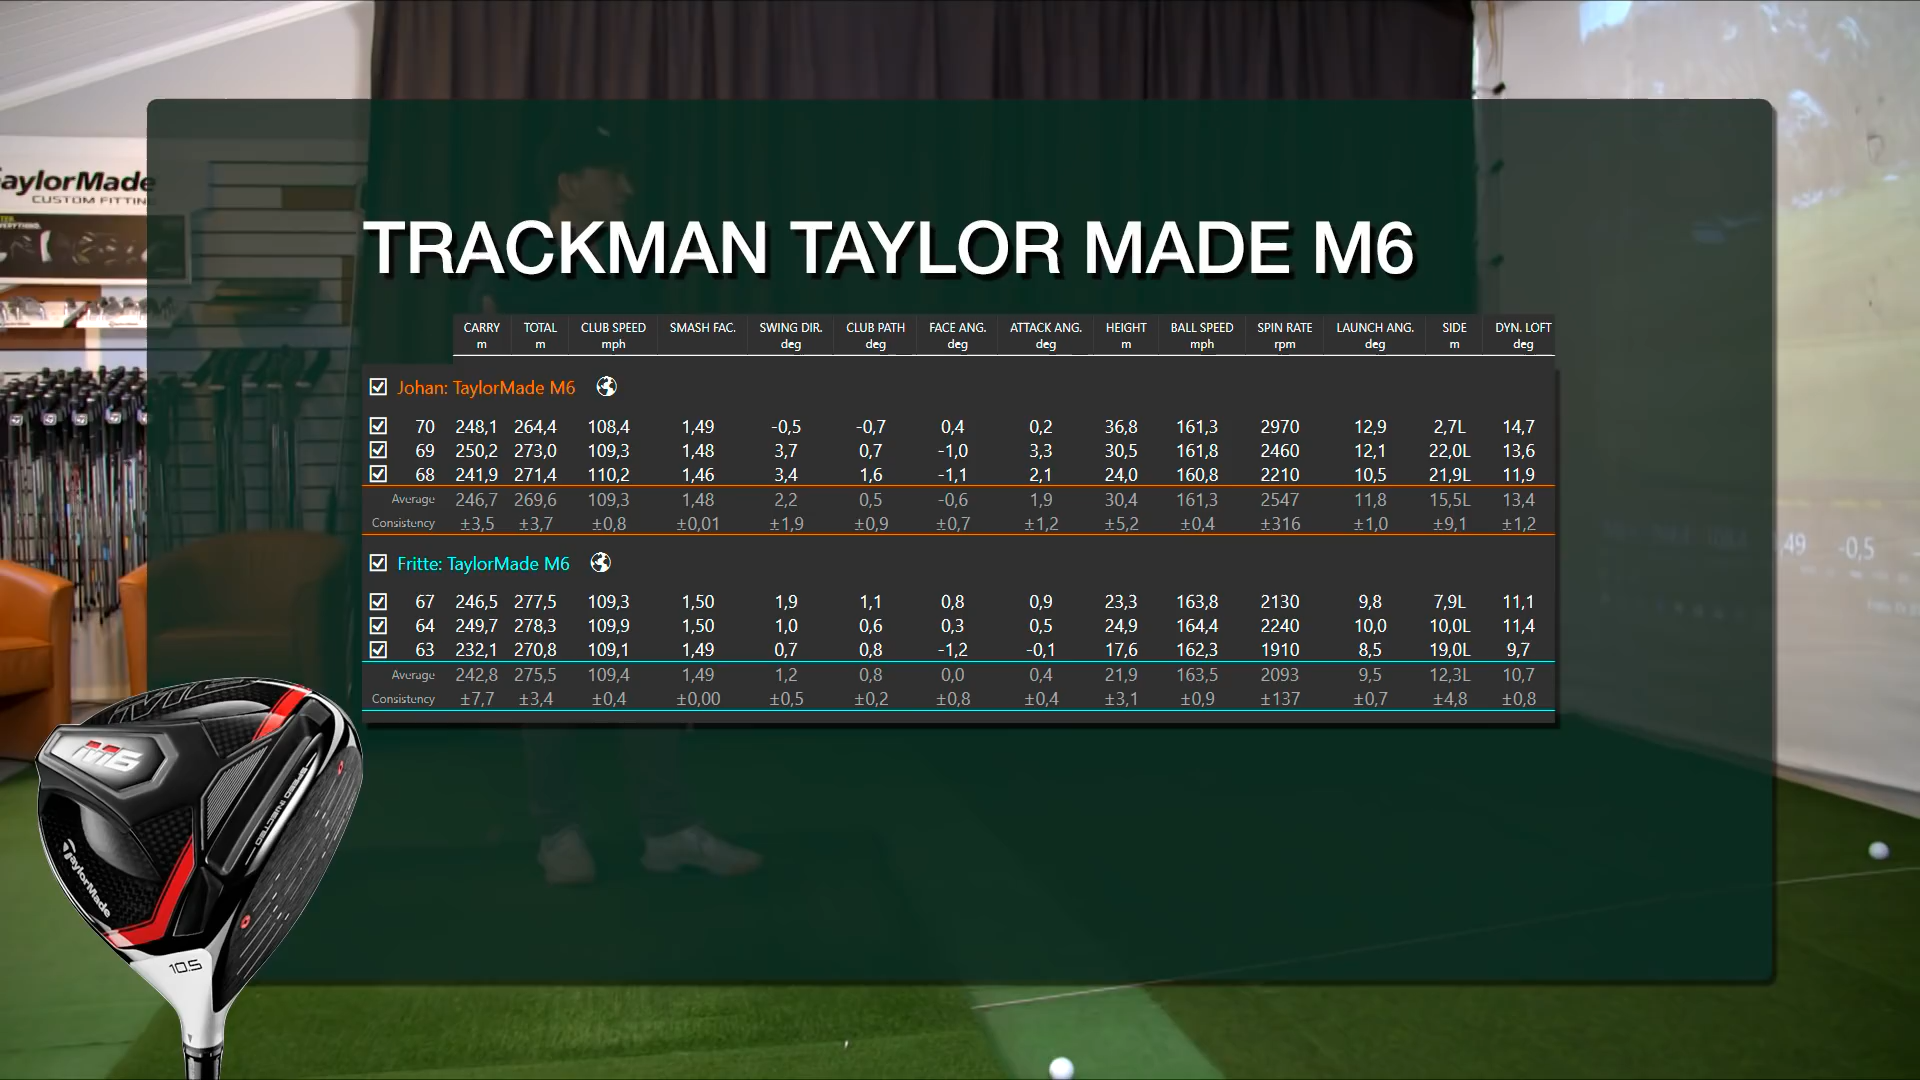 TaylorMade
CUSTOM FITTIN
TRACKMAN TAYLOR MADE M6
CARRY TOTAL CLUB SPEED SMASH FAC. SWING DIR. CLUB PATH FACE ANG. ATTACK ANG. HEIGHT BALL SPEED SPIN RATE LAUNCH ANG. SIDE DYN. LOFT
m m mph deg deg deg deg m mph rpm deg m deg
Johan: TaylorMade M6
70 248,1 264,4 108,4 1,49 -0,5 -0,7 0,4 0,2 36,8 161,3 2970 12,9 2,7L 14,7
69 250,2 273,0 109,3 1,48 3,7 0,7 -1,0 3,3 30,5 161,8 2460 12,1 22,0L 13,6
68 241,9 271,4 110,2 1,46 3,4 1,6 -1,1 2,1 24,0 160,8 2210 10,5 21,9L 11,9
Average 246,7 269,6 109,3 1,48 2,2 0,5 -0,6 1,9 30,4 161,3 2547 11,8 15,5L 13,4
Consistency ±3,5 ±3,7 ±0,8 ±0,01 ±1,9 ±0,9 ±0,7 ±1,2 ±5,2 ±0,4 ±316 ±1,0 ±9,1 ±1,2
Fritte: TaylorMade M6
67 246,5 277,5 109,3 1,50 1,9 1,1 0,8 0,9 23,3 163,8 2130 9,8 7,9L 11,1
64 249,7 278,3 109,9 1,50 1,0 0,6 0,3 0,5 24,9 164,4 2240 10,0 10,0L 11,4
63 232,1 270,8 109,1 1,49 0,7 0,8 -1,2 -0,1 17,6 162,3 1910 8,5 19,0L 9,7
Average 242,8 275,5 109,4 1,49 1,2 0,8 0,0 0,4 21,9 163,5 2093 9,5 12,3L 10,7
Consistency ±7,7 ±3,4 ±0,4 ±0,00 ±0,5 ±0,2 ±0,8 ±0,4 ±3,1 ±0,9 ±137 ±0,7 ±4,8 ±0,8
49 -0,5
M6
SPEED INJECTED
TaylorMade
10.5